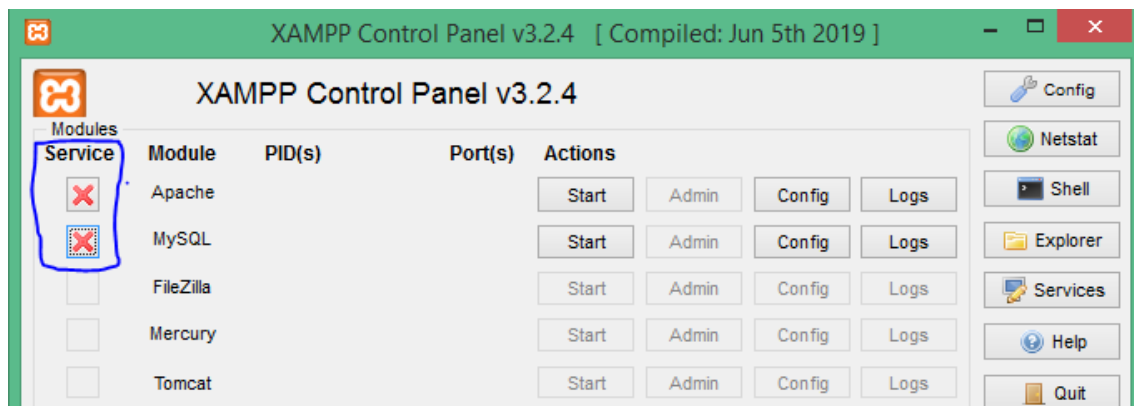 XAMPP Control Panel v3.2.4 [ Compiled: Jun 5th 2019 ]
XAMPP Control Panel v3.2.4
Config
Modules
Netstat
Service Module PID(s) Port(s) Actions
Apache Start Admin Config Logs
Shell
MySQL Start Admin Config Logs
Explorer
FileZilla Start Admin Config Logs
Services
Mercury Start Admin Config Logs
Help
Tomcat Start Admin Config Logs
Quit